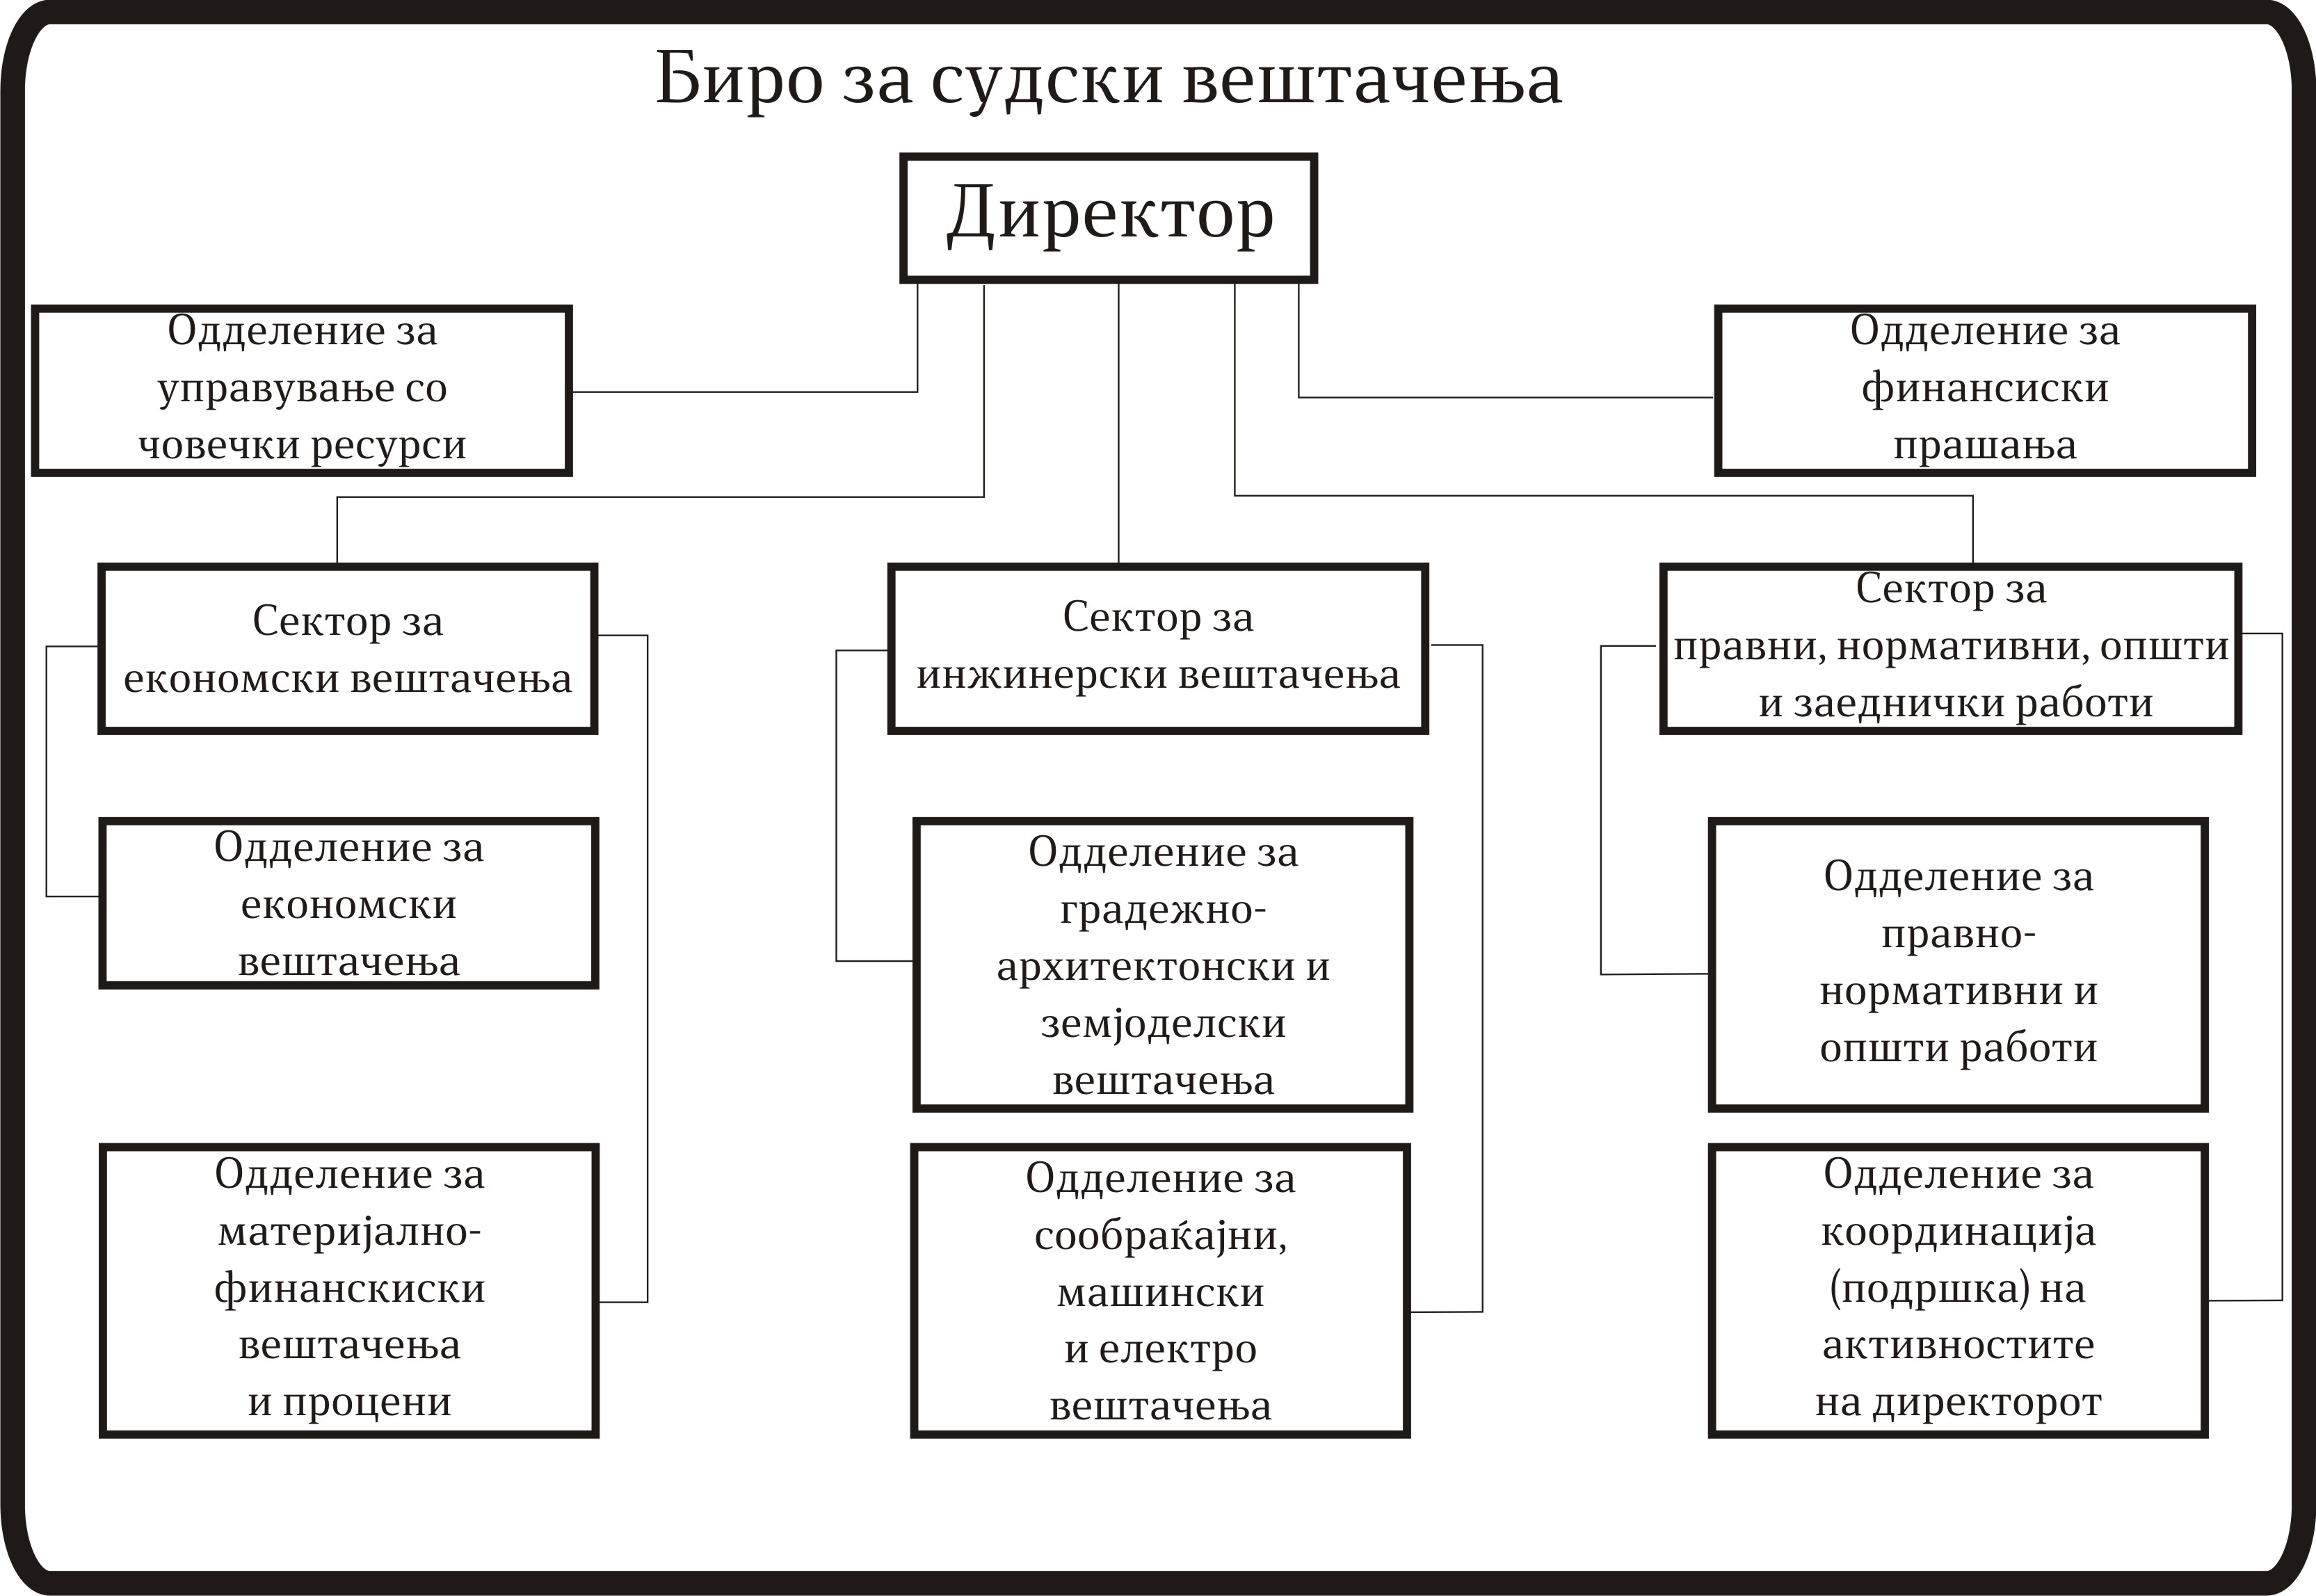 Биро за судски вештачења
Директор
Одделение за
управување со
човечки ресурси
Одделение за
финансиски
прашања
Сектор за
економски вештачења
Сектор за
инжинерски вештачења
Сектор за
правни, нормативни, општи
и заеднички работи
Одделение за
економски
вештачења
Одделение за
градежно-
архитектонски и
земјоделски
вештачења
Одделение за
правно-
нормативни и
општи работи
Одделение за
материјално-
финанскиски
вештачења
и процени
Одделение за
сообраќајни,
машински
и електро
вештачења
Одделение за
координација
(подршка) на
активностите
на директорот